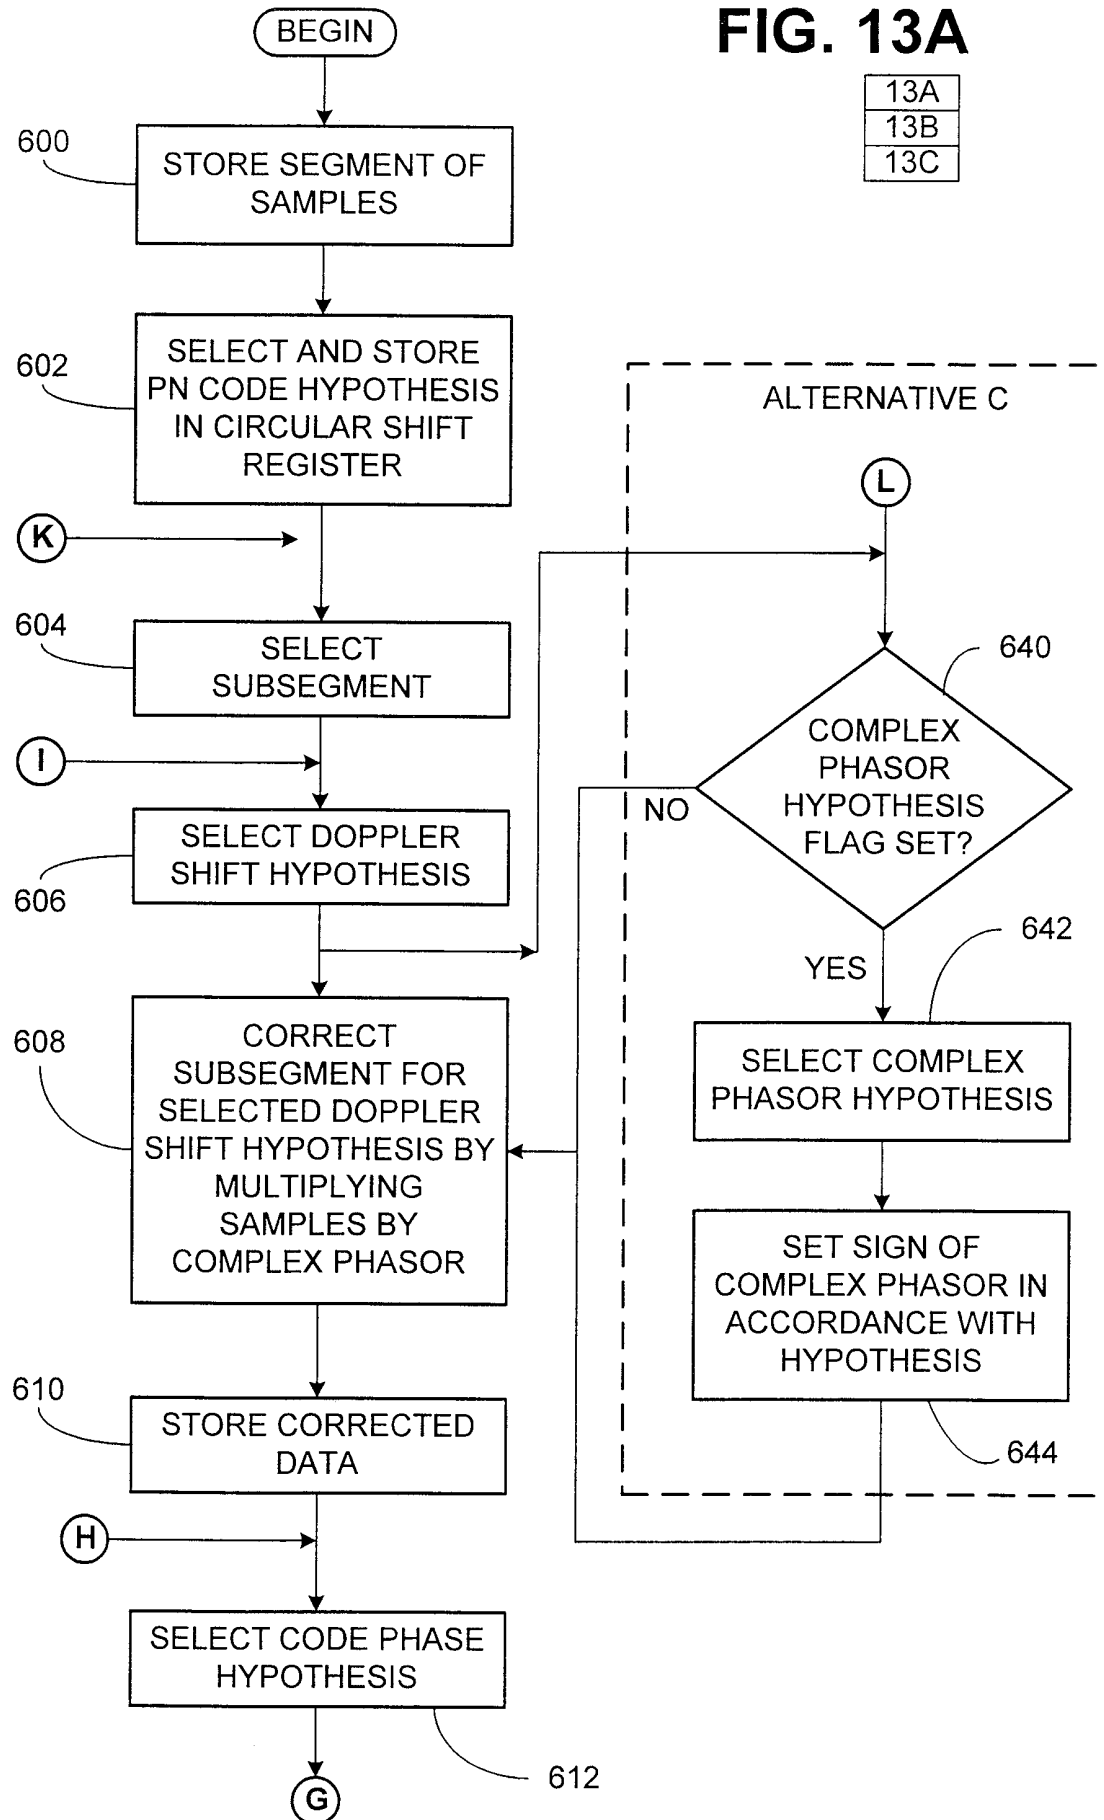 BEGIN
FIG. 13A
13A
13B
13C
600
STORE SEGMENT OF
SAMPLES
602
SELECT AND STORE
PN CODE HYPOTHESIS
IN CIRCULAR SHIFT
REGISTER
K
604
SELECT
SUBSEGMENT
I
SELECT DOPPLER
SHIFT HYPOTHESIS
606
608
CORRECT
SUBSEGMENT FOR
SELECTED DOPPLER
SHIFT HYPOTHESIS BY
MULTIPLYING
SAMPLES BY
COMPLEX PHASOR
610
STORE CORRECTED
DATA
H
SELECT CODE PHASE
HYPOTHESIS
612
G
ALTERNATIVE C
L
640
COMPLEX
PHASOR
HYPOTHESIS
FLAG SET?
NO
YES
642
SELECT COMPLEX
PHASOR HYPOTHESIS
SET SIGN OF
COMPLEX PHASOR IN
ACCORDANCE WITH
HYPOTHESIS
644